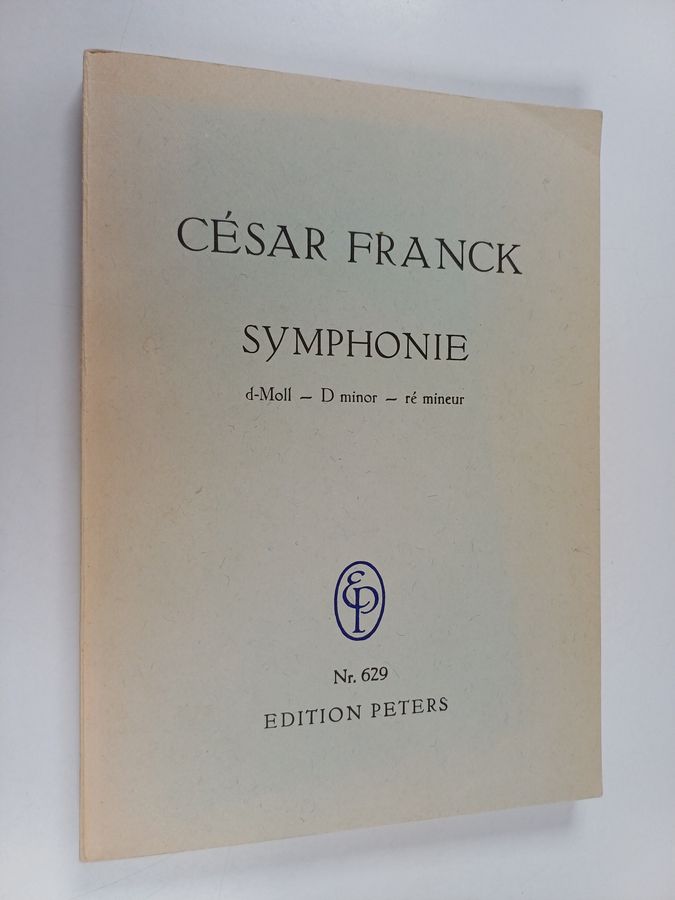 CÉSAR FRANCK
SYMPHONIE
d-Moll – D minor – ré mineur
EP
Nr. 629
EDITION PETERS